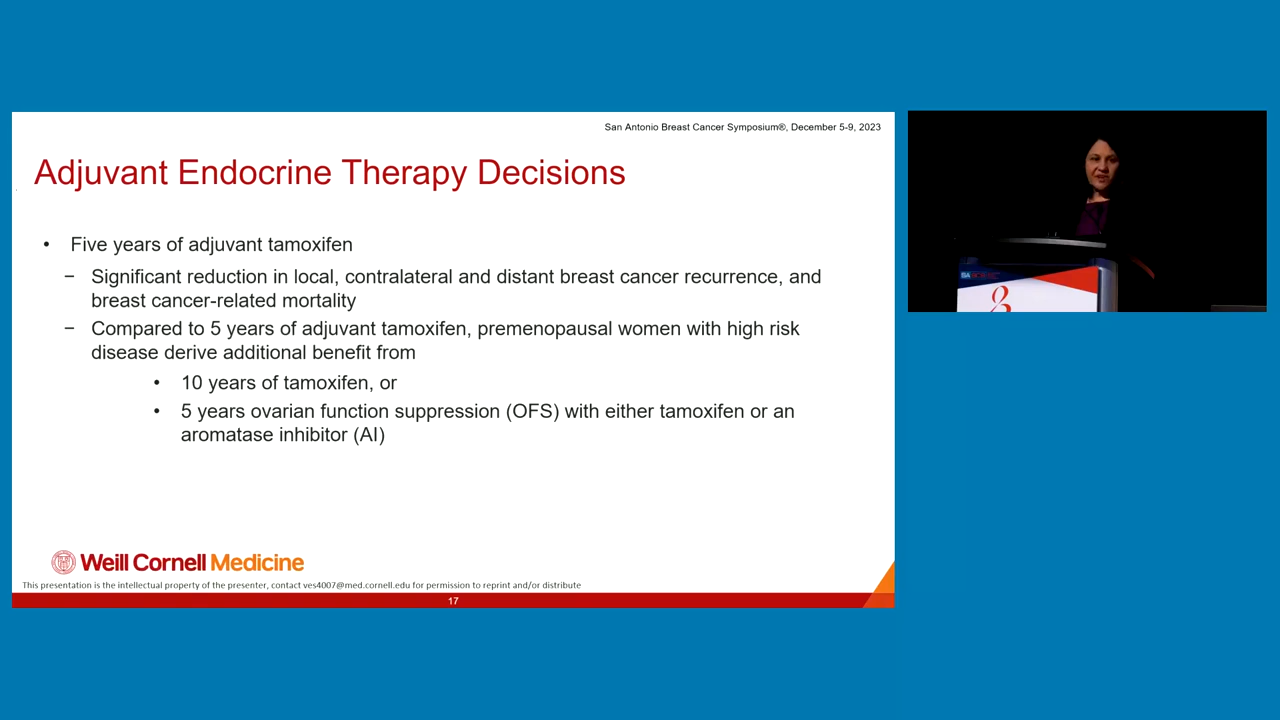 San Antonio Breast Cancer Symposium®, December 5-9, 2023
Adjuvant Endocrine Therapy Decisions
• Five years of adjuvant tamoxifen
− Significant reduction in local, contralateral and distant breast cancer recurrence, and
breast cancer-related mortality
− Compared to 5 years of adjuvant tamoxifen, premenopausal women with high risk
disease derive additional benefit from
• 10 years of tamoxifen, or
• 5 years ovarian function suppression (OFS) with either tamoxifen or an
aromatase inhibitor (AI)
Weill Cornell Medicine
This presentation is the intellectual property of the presenter, contact ves4007@med.cornell.edu for permission to reprint and/or distribute
17